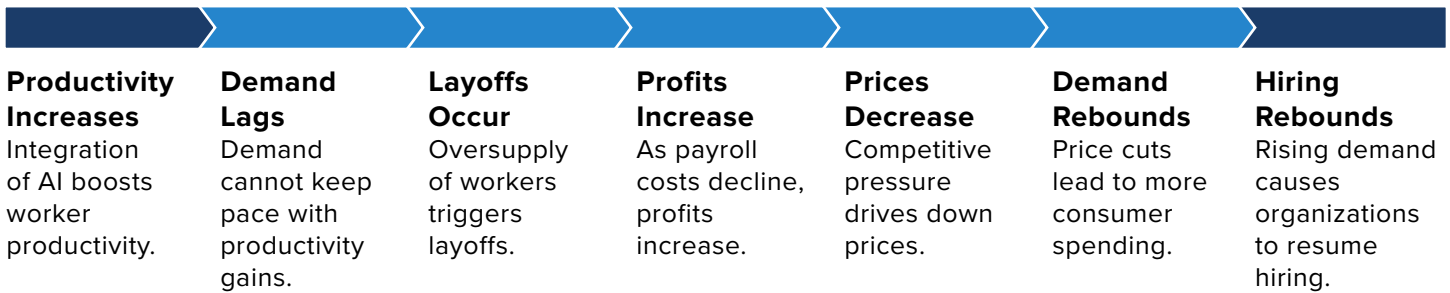 Productivity
Increases
Integration
of AI boosts
worker
productivity.
Demand
Lags
Demand
cannot keep
pace with
productivity
gains.
Layoffs
Occur
Oversupply
of workers
triggers
layoffs.
Profits
Increase
As payroll
costs decline,
profits
increase.
Prices
Decrease
Competitive
pressure
drives down
prices.
Demand
Rebounds
Price cuts
lead to more
consumer
spending.
Hiring
Rebounds
Rising demand
causes
organizations
to resume
hiring.